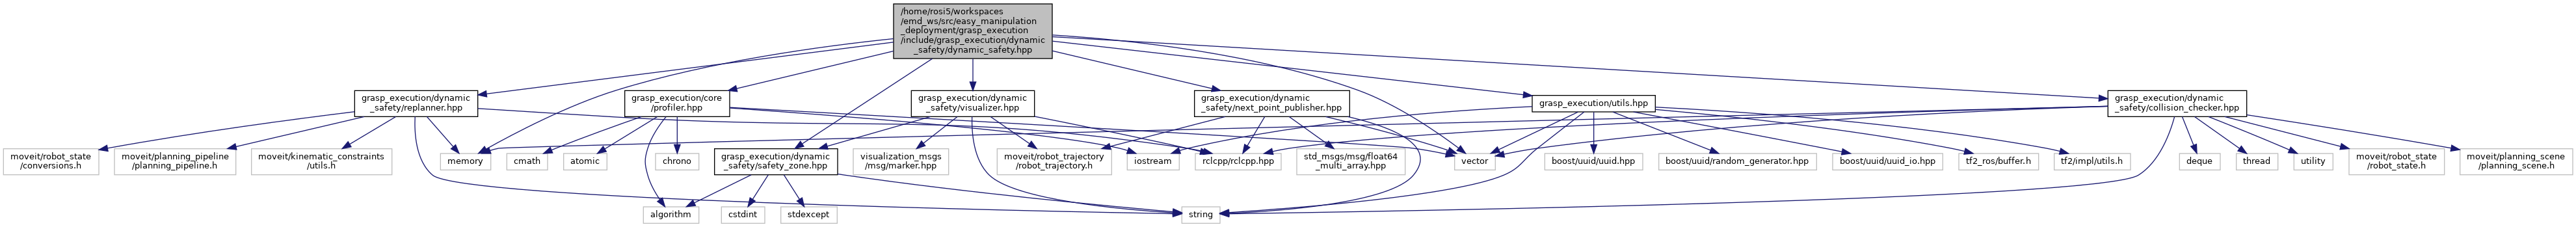 /home/rosi5/workspaces
/emd_ws/src/easy_manipulation
_deployment/grasp_execution
/include/grasp_execution/dynamic
_safety/dynamic_safety.hpp
grasp_execution/dynamic
_safety/replanner.hpp
grasp_execution/core
/profiler.hpp
grasp_execution/dynamic
_safety/visualizer.hpp
grasp_execution/dynamic
_safety/next_point_publisher.hpp
grasp_execution/utils.hpp
grasp_execution/dynamic
_safety/collision_checker.hpp
moveit/robot_state
/conversions.h
moveit/planning_pipeline
/planning_pipeline.h
moveit/kinematic_constraints
/utils.h
memory
cmath
atomic
chrono
grasp_execution/dynamic
_safety/safety_zone.hpp
visualization_msgs
/msg/marker.hpp
moveit/robot_trajectory
/robot_trajectory.h
iostream
rclcpp/rclcpp.hpp
std_msgs/msg/float64
_multi_array.hpp
vector
boost/uuid/uuid.hpp
boost/uuid/random_generator.hpp
boost/uuid/uuid_io.hpp
tf2_ros/buffer.h
tf2/impl/utils.h
deque
thread
utility
moveit/robot_state
/robot_state.h
moveit/planning_scene
/planning_scene.h
algorithm
cstdint
stdexcept
string